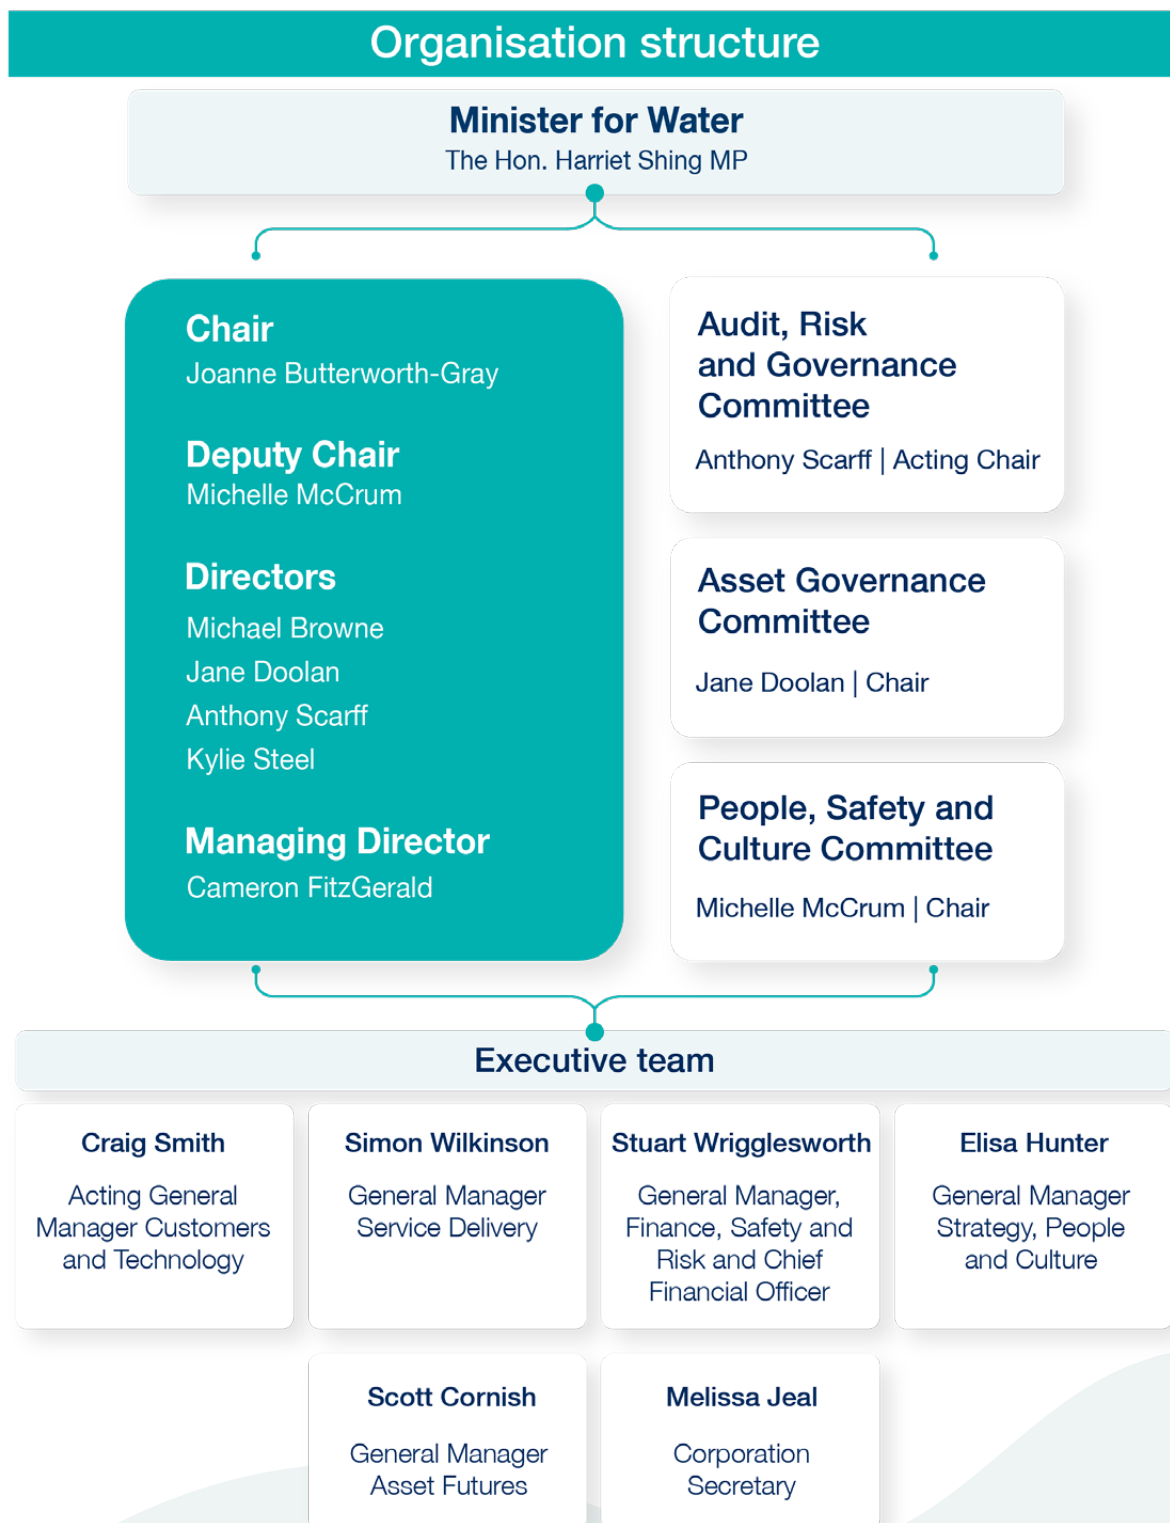 Organisation structure
Minister for Water
The Hon. Harriet Shing MP
Chair
Joanne Butterworth-Gray
Deputy Chair
Michelle McCrum
Directors
Michael Browne
Jane Doolan
Anthony Scarff
Kylie Steel
Managing Director
Cameron FitzGerald
Audit, Risk
and Governance
Committee
Anthony Scarff | Acting Chair
Asset Governance
Committee
Jane Doolan | Chair
People, Safety and
Culture Committee
Michelle McCrum | Chair
Executive team
Craig Smith
Acting General
Manager Customers
and Technology
Simon Wilkinson
General Manager
Service Delivery
Stuart Wrigglesworth
General Manager,
Finance, Safety and
Risk and Chief
Financial Officer
Elisa Hunter
General Manager
Strategy, People
and Culture
Scott Cornish
General Manager
Asset Futures
Melissa Jeal
Corporation
Secretary